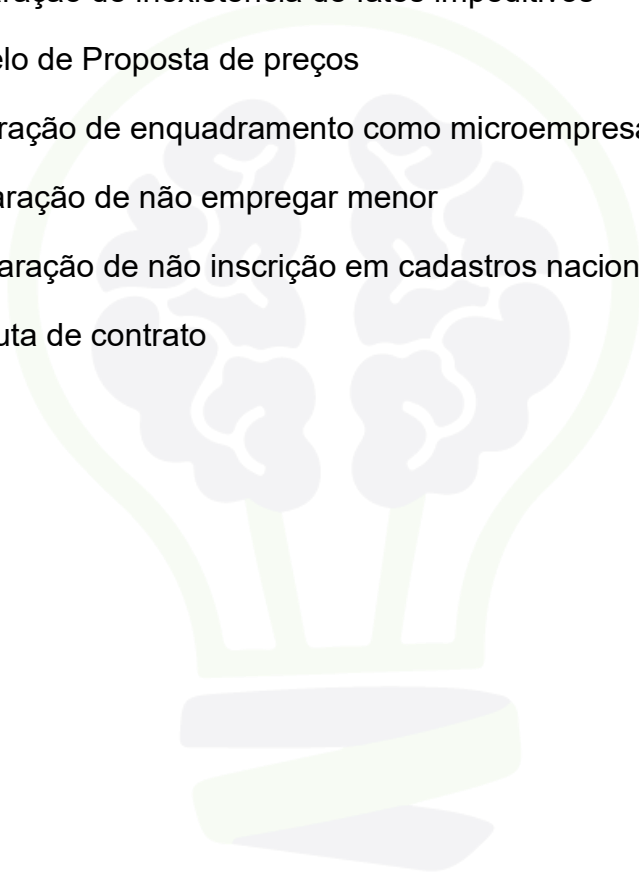 aração de inexistência de fatos impeditivos
elo de Proposta de preços
ração de enquadramento como microempresa
aração de não empregar menor
aração de não inscrição em cadastros nacion
uta de contrato